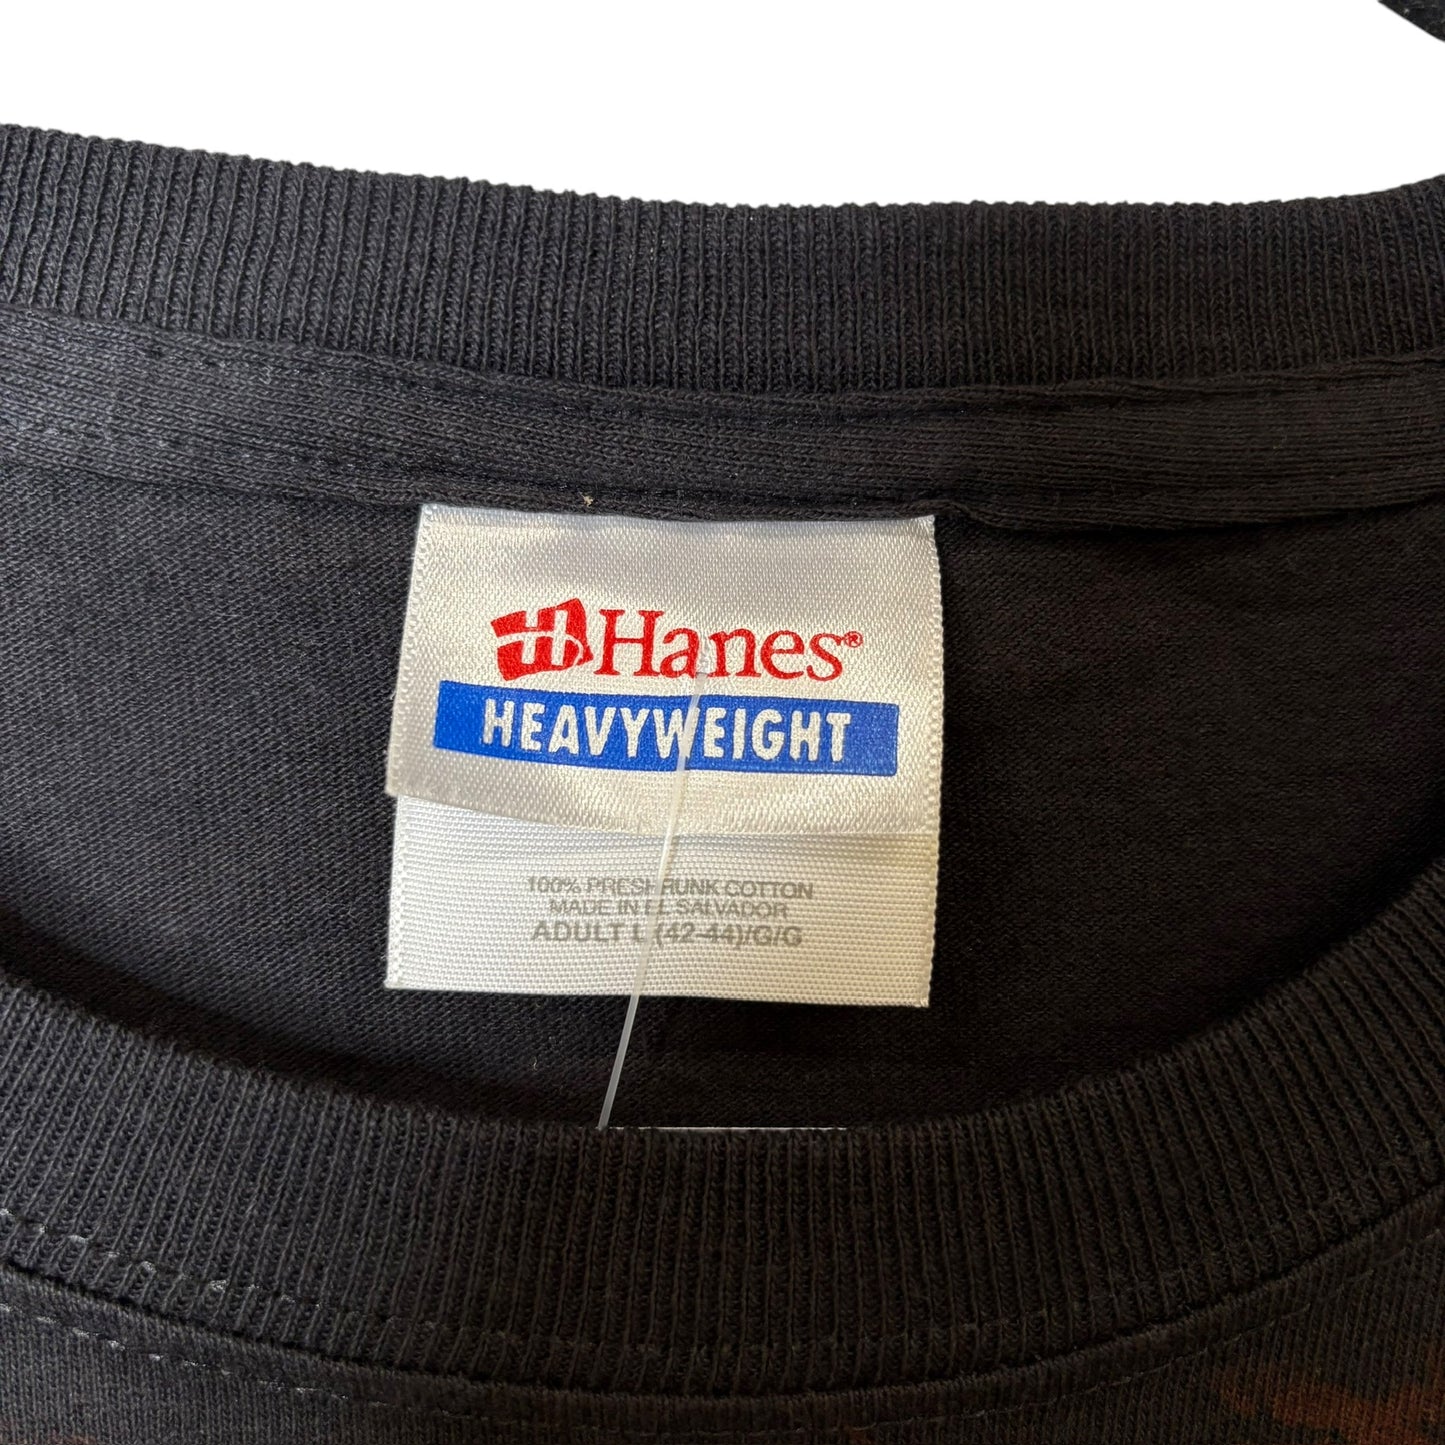 Hanes®
HEAVYWEIGHT
100% PRESHRUNK COTTON
MADE IN EL SALVADOR
ADULT L (42-44)/G/G